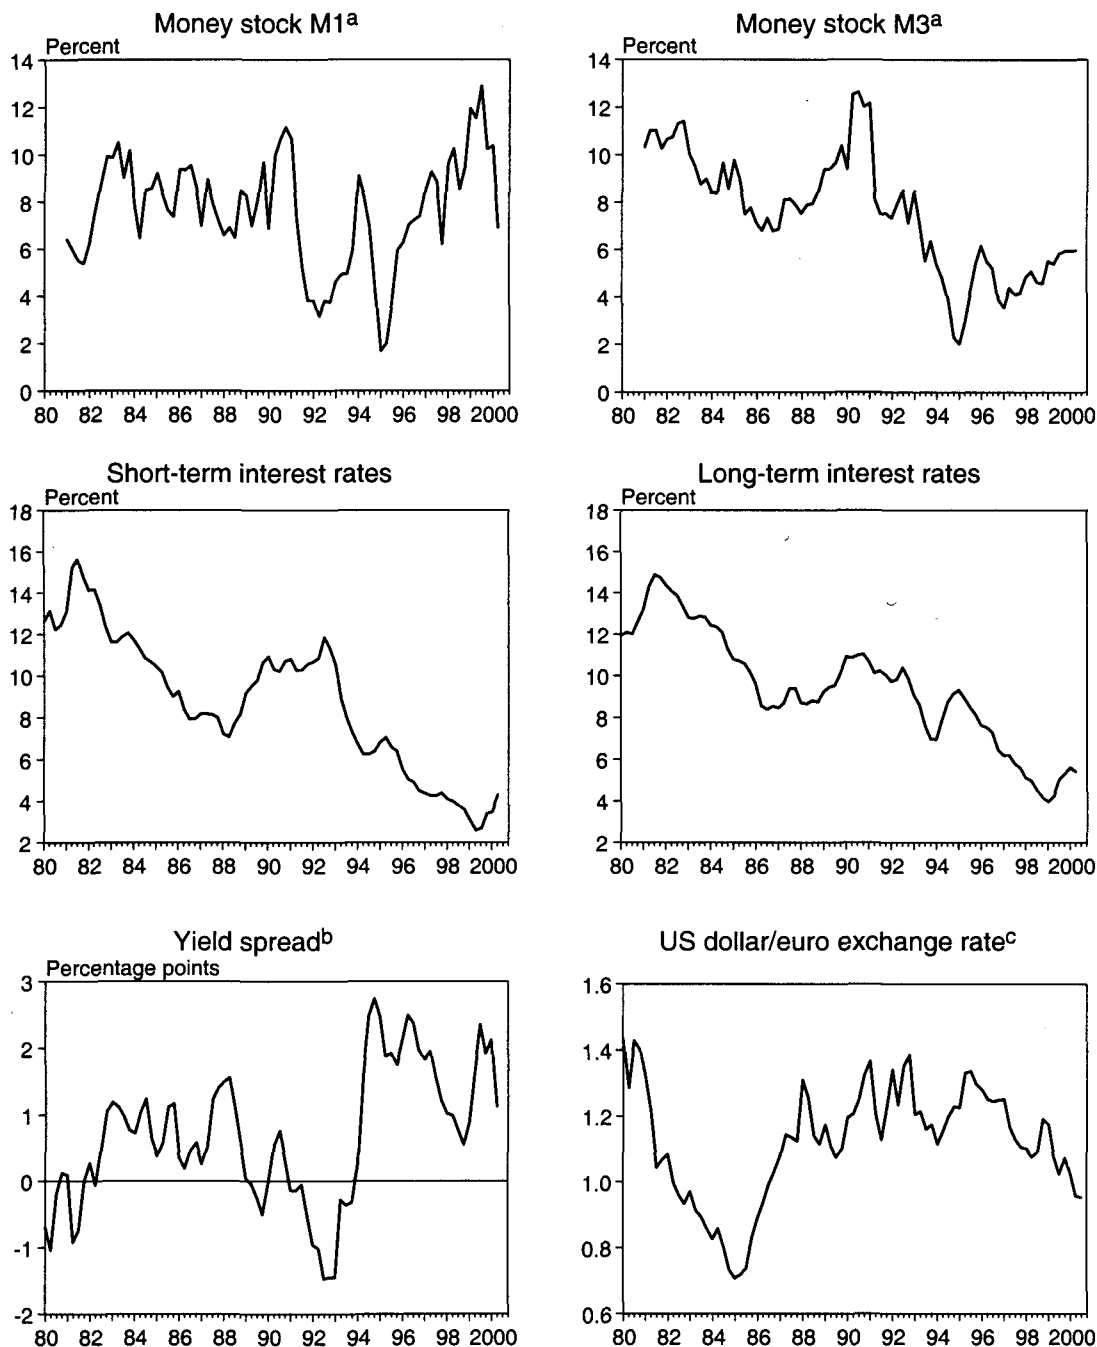 Money stock M1a
Percent
14
12
10
8
6
4
2
0
80 82 84 86 88 90 92 94 96 98 2000
Money stock M3a
Percent
14
12
10
8
6
4
2
0
80 82 84 86 88 90 92 94 96 98 2000
Short-term interest rates
Percent
18
16
14
12
10
8
6
4
2
80 82 84 86 88 90 92 94 96 98 2000
Long-term interest rates
Percent
18
16
14
12
10
8
6
4
2
80 82 84 86 88 90 92 94 96 98 2000
Yield spreadb
Percentage points
3
2
1
0
-1
-2
80 82 84 86 88 90 92 94 96 98 2000
US dollar/euro exchange ratec
1.6
1.4
1.2
1.0
0.8
0.6
80 82 84 86 88 90 92 94 96 98 2000